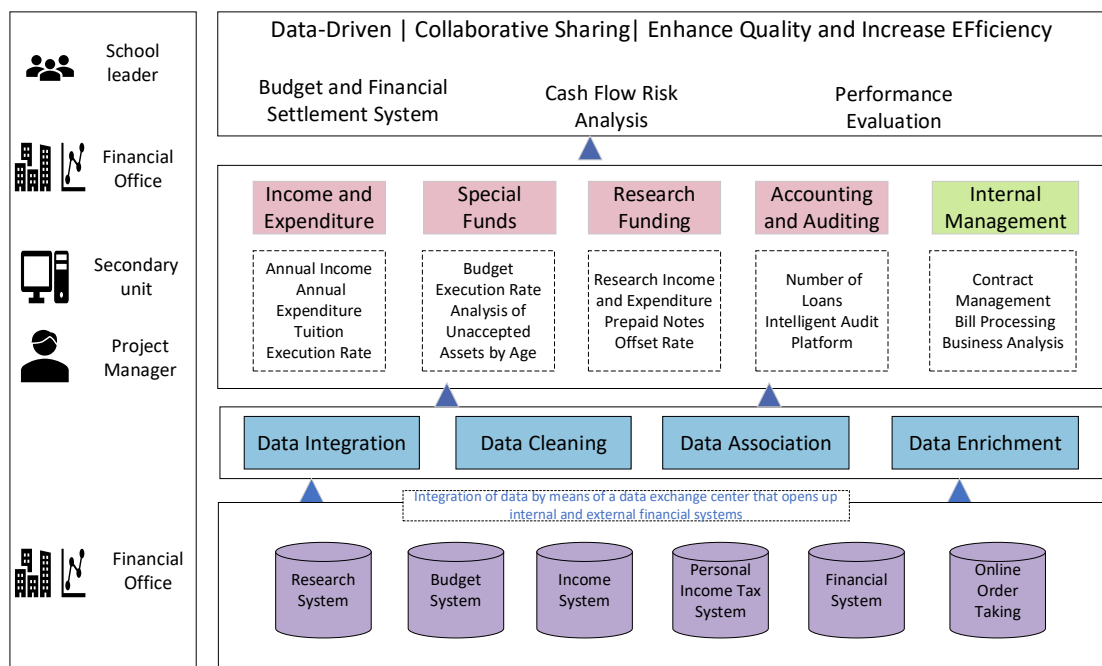 School
leader
Financial
Office
Secondary
unit
Project
Manager
Financial
Office
Data-Driven | Collaborative Sharing| Enhance Quality and Increase EFficiency
Budget and Financial
Settlement System
Cash Flow Risk
Analysis
Performance
Evaluation
Income and
Expenditure
Special
Funds
Research
Funding
Accounting
and Auditing
Internal
Management
Annual Income
Annual
Expenditure
Tuition
Execution Rate
Budget
Execution Rate
Analysis of
Unaccepted
Assets by Age
Research Income
and Expenditure
Prepaid Notes
Offset Rate
Number of
Loans
Intelligent Audit
Platform
Contract
Management
Bill Processing
Business Analysis
Data Integration
Data Cleaning
Data Association
Data Enrichment
Integration of data by means of a data exchange center that opens up
internal and external financial systems
Research
System
Budget
System
Income
System
Personal
Income Tax
System
Financial
System
Online
Order
Taking